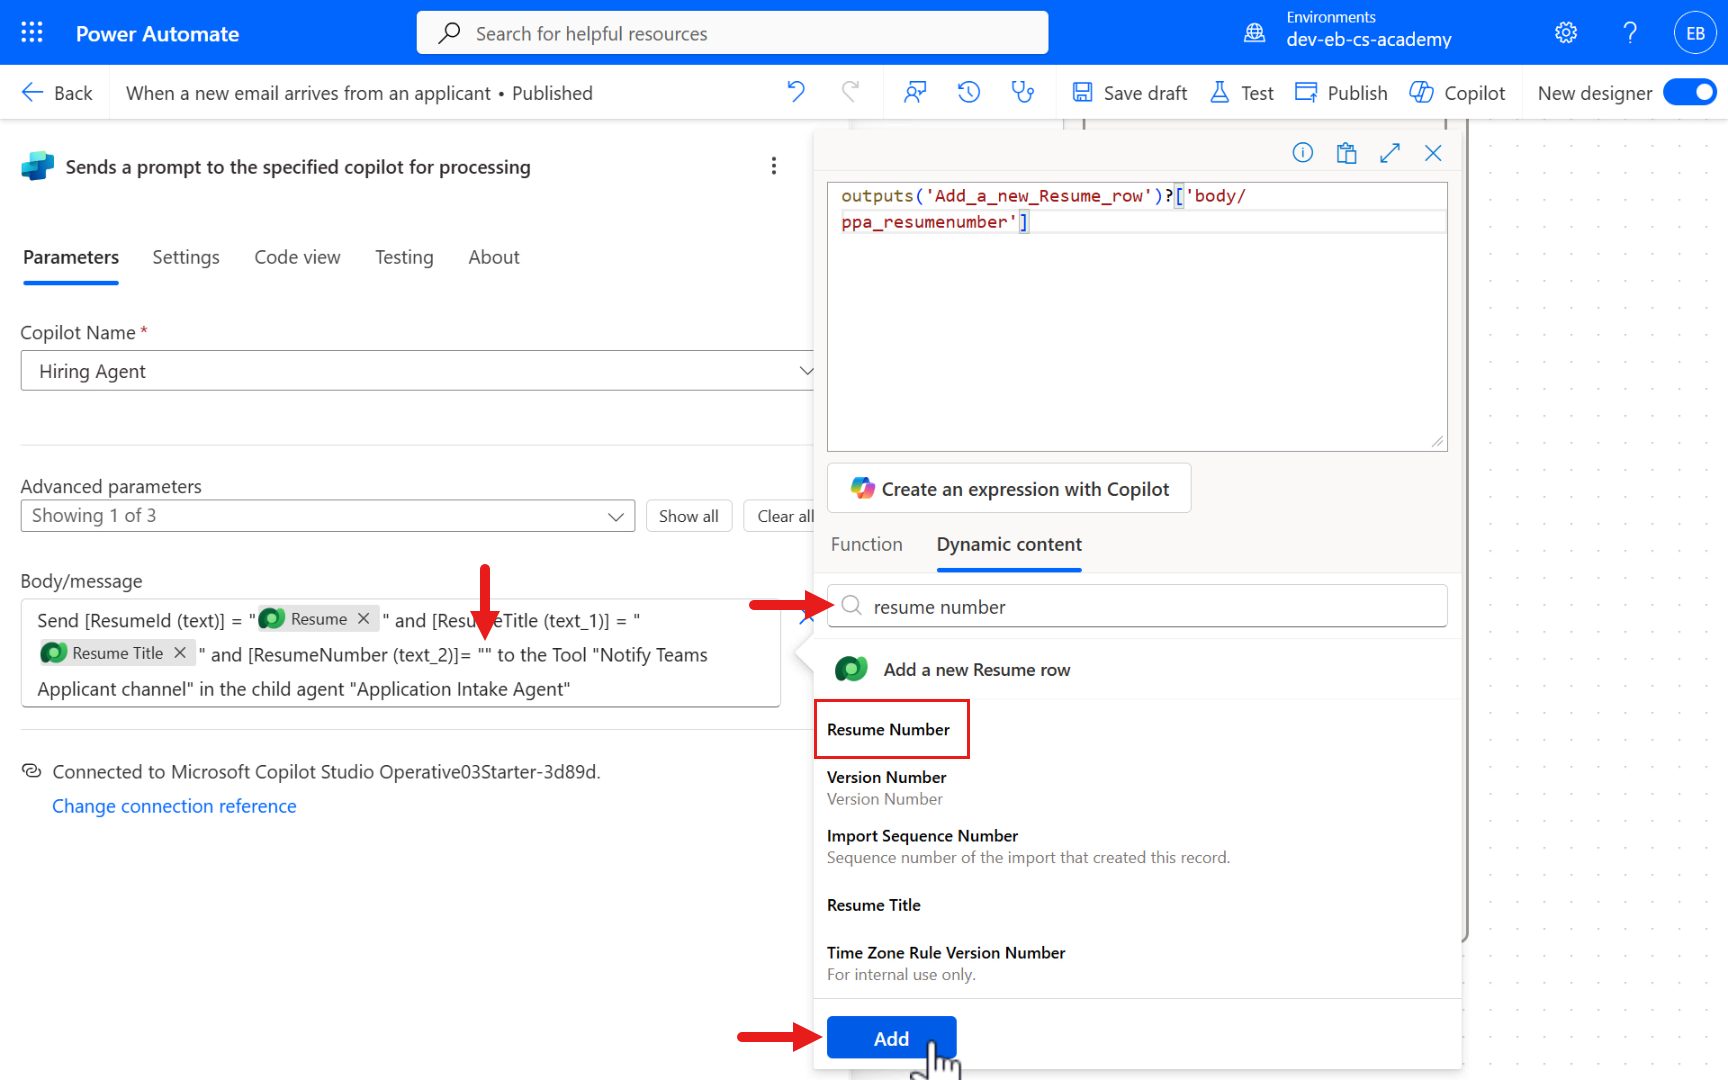 Power Automate
Search for helpful resources
Environments
dev-eb-cs-academy
EB
Back
When a new email arrives from an applicant • Published
Save draft
Test
Publish
Copilot
New designer
Sends a prompt to the specified copilot for processing
Parameters
Settings
Code view
Testing
About
Copilot Name *
Hiring Agent
Advanced parameters
Showing 1 of 3
Show all
Clear all
Body/message
Send [ResumeId (text)] = " Resume " and [ResumeTitle (text_1)] = "
Resume Title " and [ResumeNumber (text_2)]= "" to the Tool "Notify Teams
Applicant channel" in the child agent "Application Intake Agent"
Connected to Microsoft Copilot Studio Operative03Starter-3d89d.
Change connection reference
outputs('Add_a_new_Resume_row')?['body/
ppa_resumenumber']
Create an expression with Copilot
Function
Dynamic content
resume number
Add a new Resume row
Resume Number
Version Number
Version Number
Import Sequence Number
Sequence number of the import that created this record.
Resume Title
Time Zone Rule Version Number
For internal use only.
Add